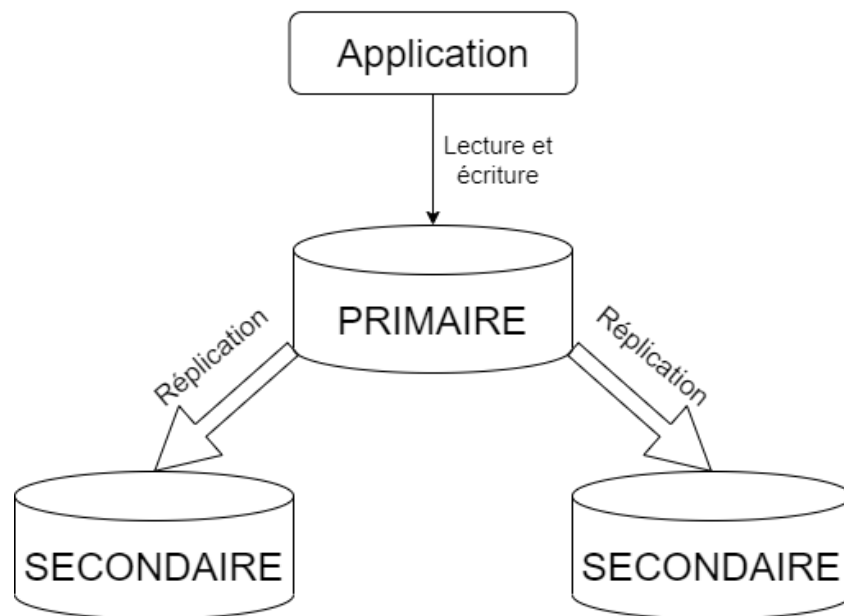 Application
Lecture et
écriture
PRIMAIRE
Réplication
Réplication
SECONDAIRE
SECONDAIRE